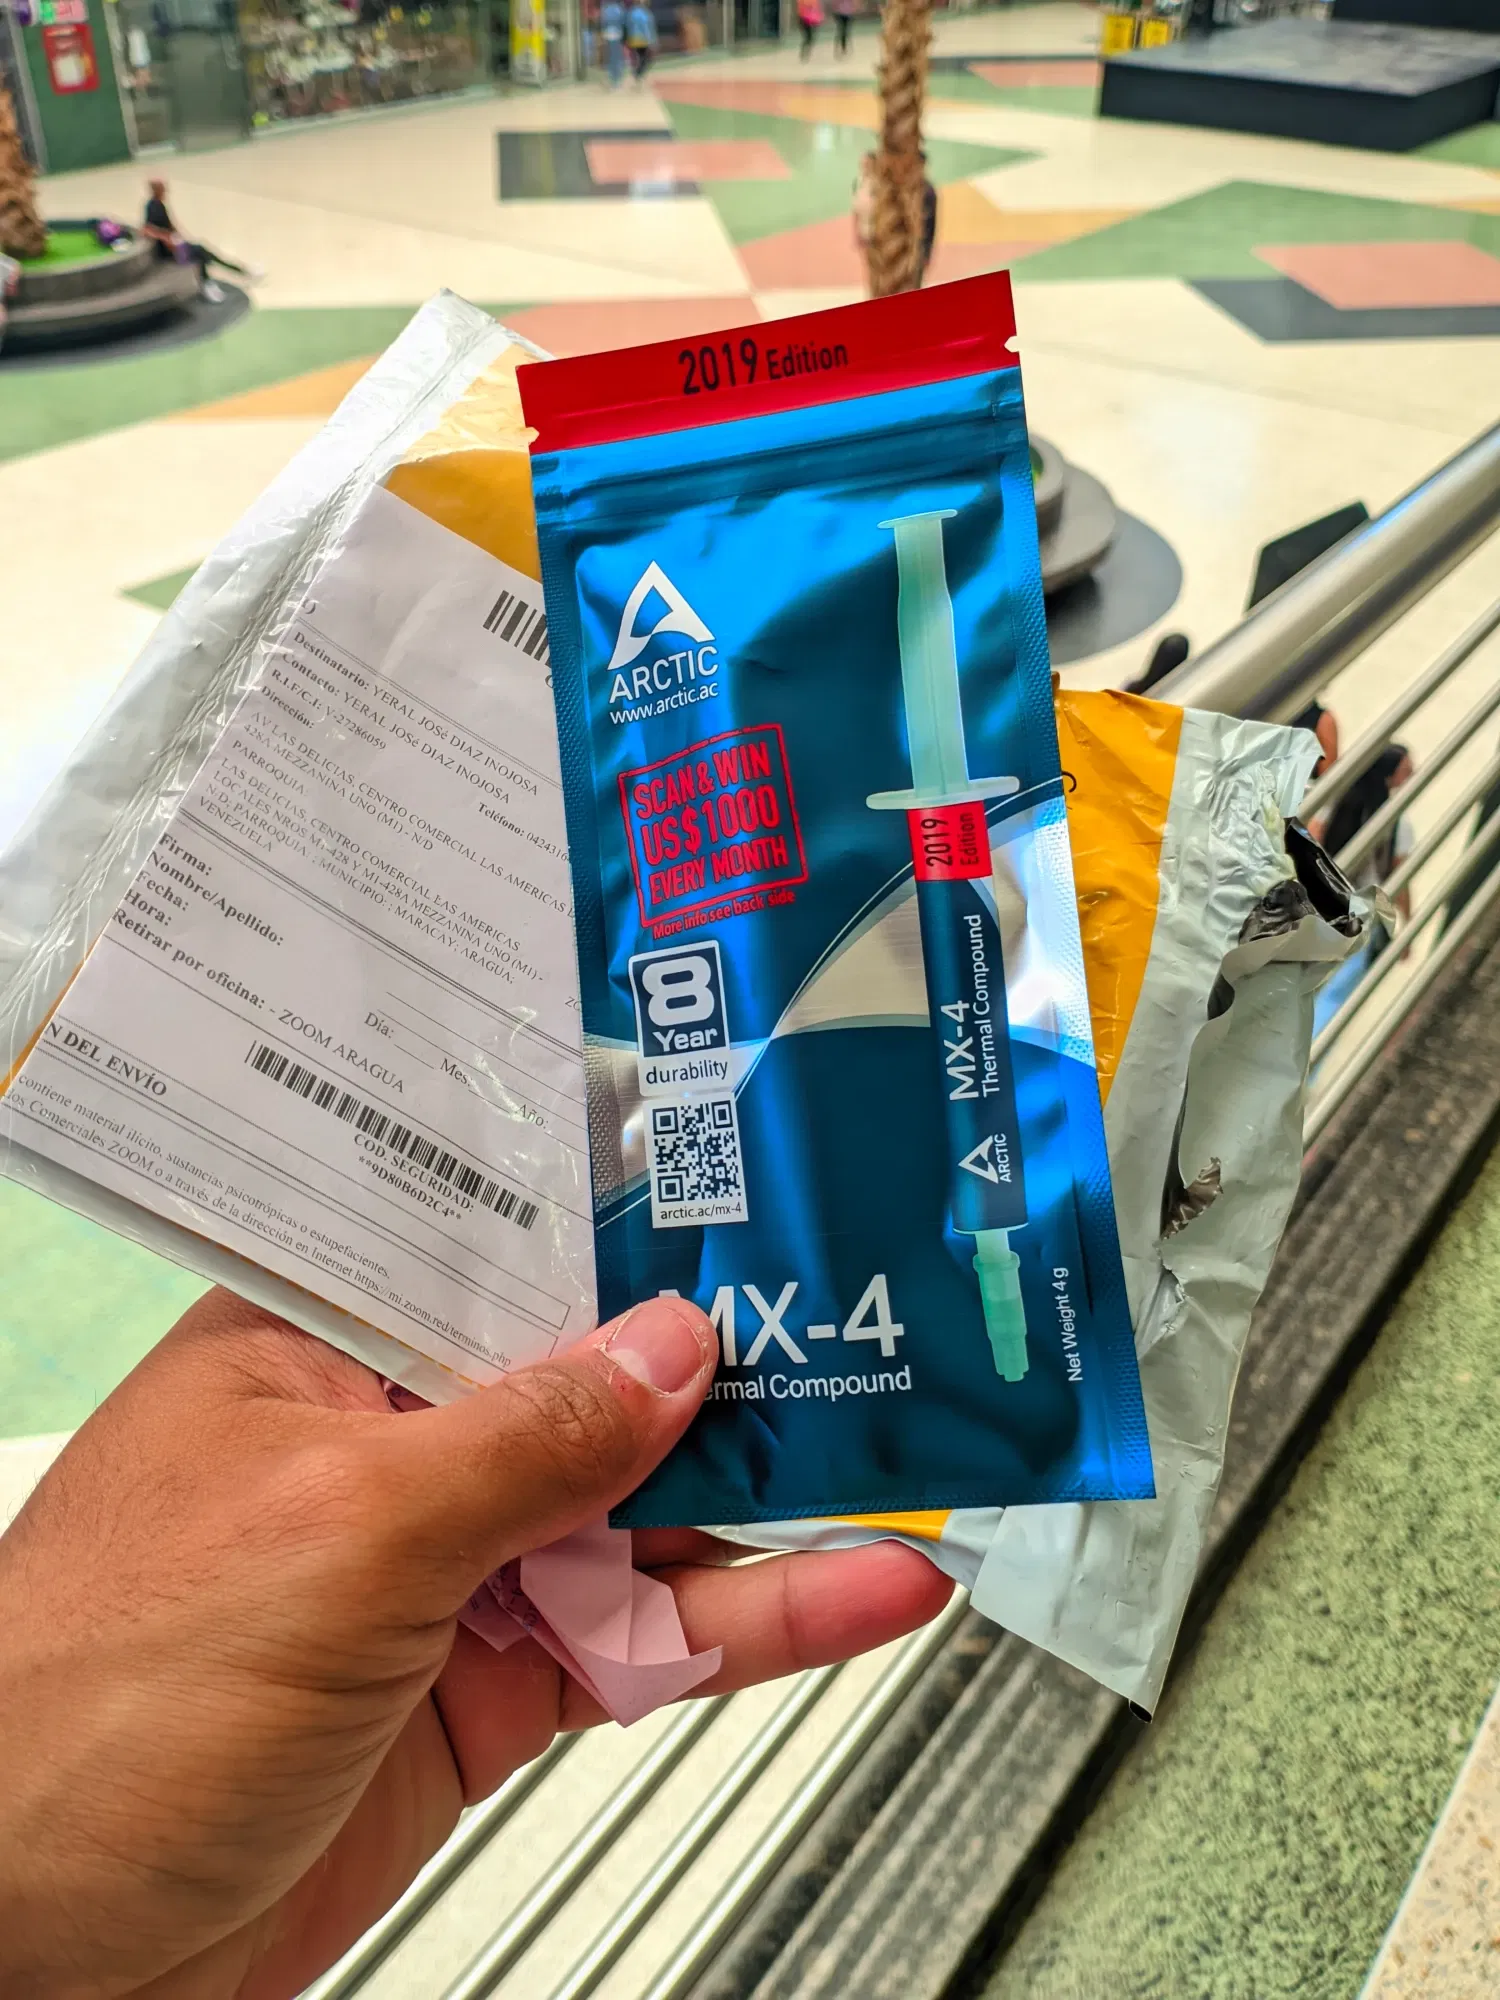 2019 Edition
ARCTIC
www.arctic.ac
SCAN & WIN
US$1000
EVERY MONTH
More info see back side
8
Year
durability
arctic.ac/mx-4
2019
Edition
MX-4
Thermal Compound
ARCTIC
MX-4
Compound
Net Weight 4g
Destinatario: YERAL JOSé DIAZ INOJOSA
Contacto: YERAL JOSé DIAZ INOJOSA
R.I.F/C.I: V-27286059
Teléfono:
Dirección:
AV LAS DELICIAS, CENTRO COMERCIAL LAS AMERICAS
428A MEZZANINA UNO (M1) - N/D
PARROQUIA:
LAS DELICIAS, CENTRO COMERCIAL LAS AMERICAS
LOCALES NROS M1-428 Y M1-428A MEZZANINA UNO (M1) -
N/D; PARROQUIA : MUNICIPIO: ; MARACAY; ARAGUA;
VENEZUELA
Firma:
Nombre/Apellido:
Fecha:
Día:
Mes:
Año:
Hora:
Retirar por oficina: - ZOOM ARAGUA
N DEL ENVÍO
COD. SEGURIDAD:
**9D80B6D2C4**
contiene material ilícito, sustancias psicotrópicas o estupefacientes.
os Comerciales ZOOM o a través de la dirección en Internet https://mi.zoom.red/terminos.php